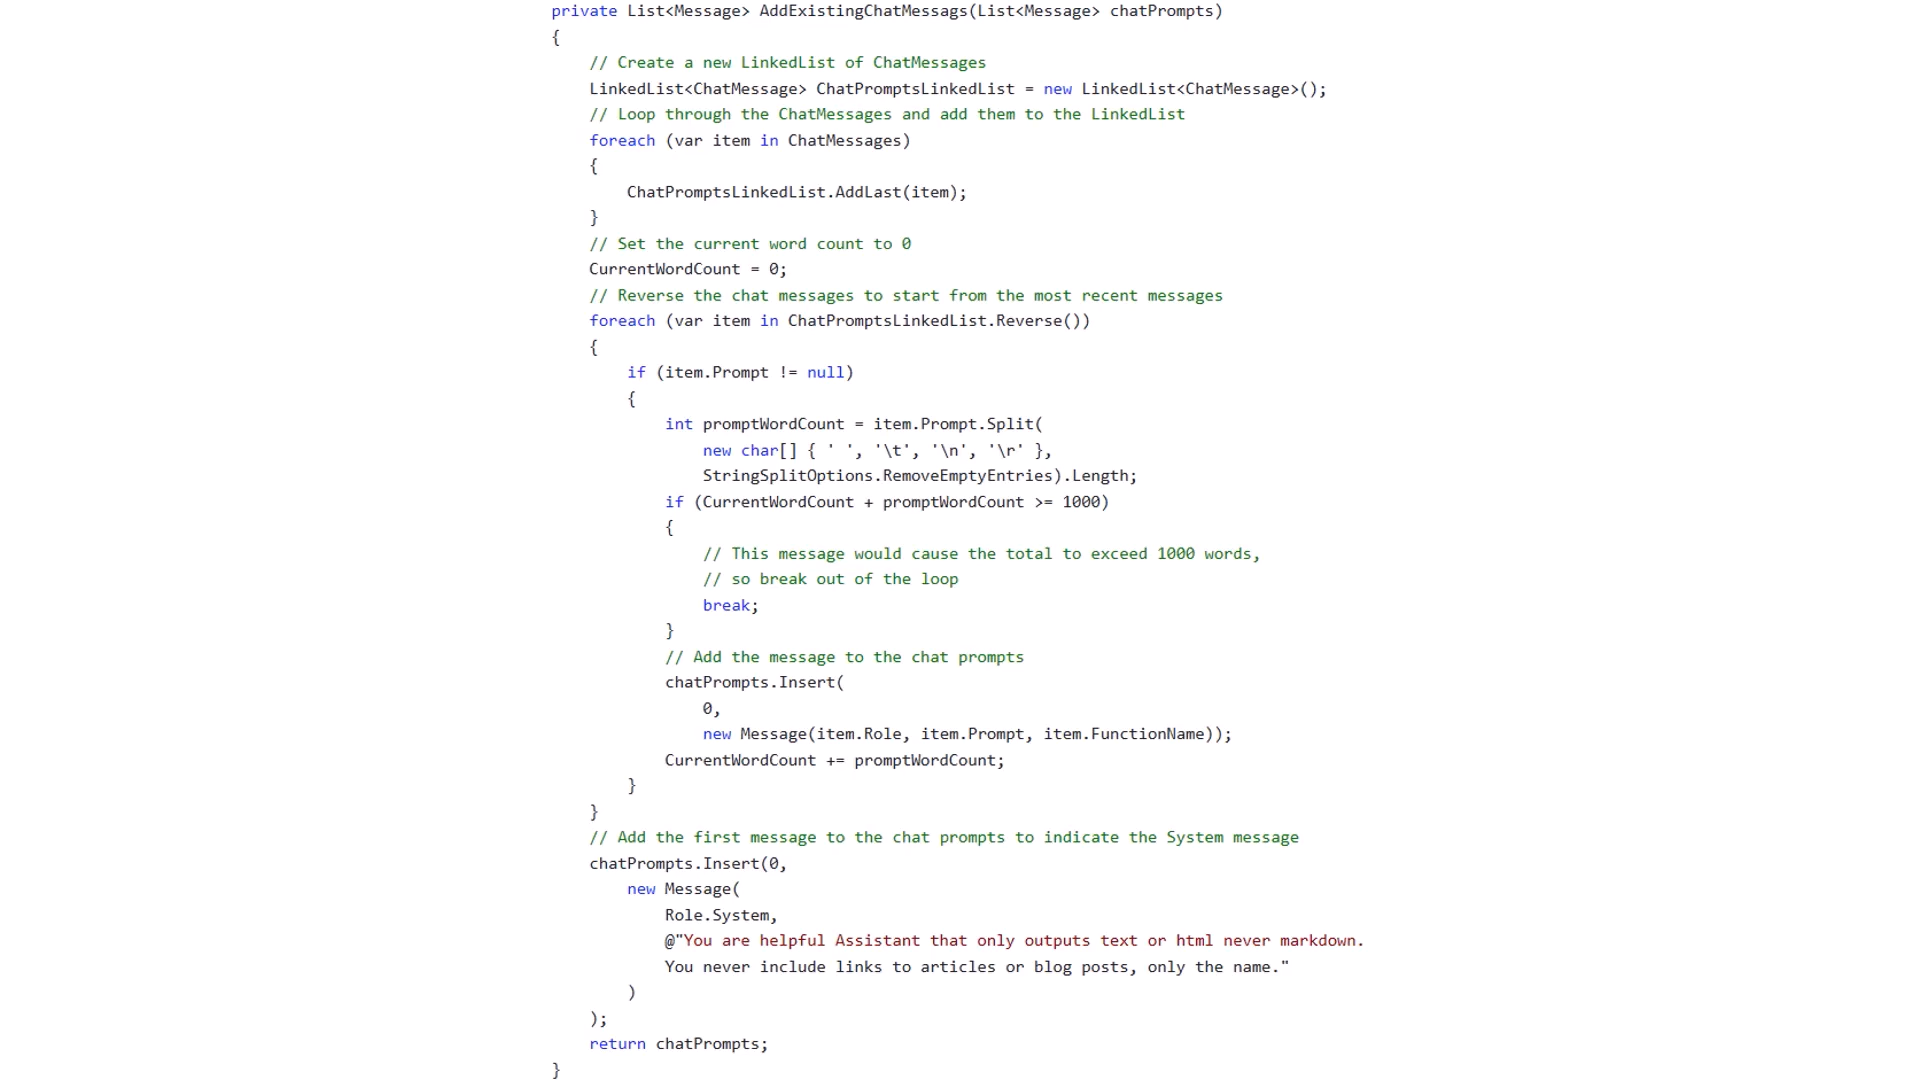 private List<Message> AddExistingChatMessags(List<Message> chatPrompts)
{
    // Create a new LinkedList of ChatMessages
    LinkedList<ChatMessage> ChatPromptsLinkedList = new LinkedList<ChatMessage>();
    // Loop through the ChatMessages and add them to the LinkedList
    foreach (var item in ChatMessages)
    {
        ChatPromptsLinkedList.AddLast(item);
    }
    // Set the current word count to 0
    CurrentWordCount = 0;
    // Reverse the chat messages to start from the most recent messages
    foreach (var item in ChatPromptsLinkedList.Reverse())
    {
        if (item.Prompt != null)
        {
            int promptWordCount = item.Prompt.Split(
                new char[] { ' ', '\t', '\n', '\r' },
                StringSplitOptions.RemoveEmptyEntries).Length;
            if (CurrentWordCount + promptWordCount >= 1000)
            {
                // This message would cause the total to exceed 1000 words,
                // so break out of the loop
                break;
            }
            // Add the message to the chat prompts
            chatPrompts.Insert(
                0,
                new Message(item.Role, item.Prompt, item.FunctionName));
            CurrentWordCount += promptWordCount;
        }
    }
    // Add the first message to the chat prompts to indicate the System message
    chatPrompts.Insert(0,
        new Message(
            Role.System,
            @"You are helpful Assistant that only outputs text or html never markdown.
            You never include links to articles or blog posts, only the name."
        )
    );
    return chatPrompts;
}